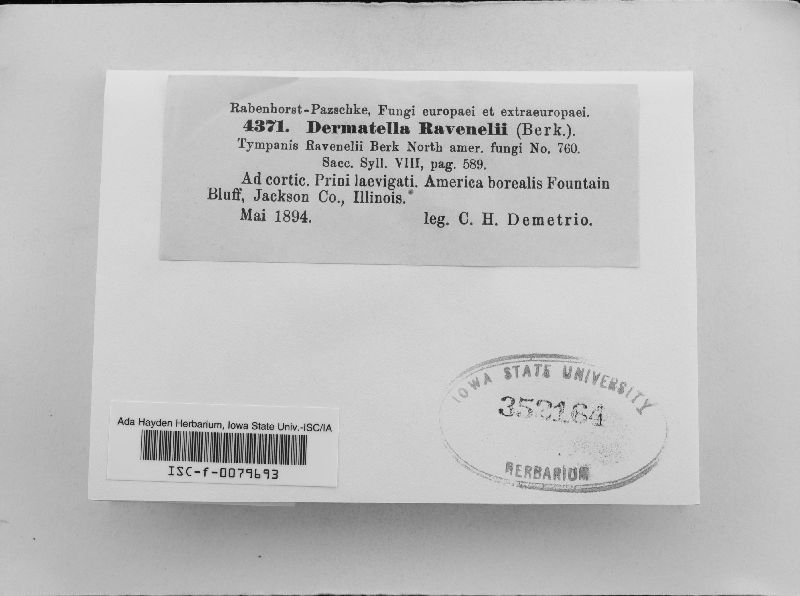 Rabenhorst-Pazschke, Fungi europaei et extraeuropaei.
4371. Dermatella Ravenelii (Berk.).
Tympanis Ravenelii Berk North amer. fungi No. 760.
Sacc. Syll. VIII, pag. 589.
Ad cortic. Prini laevigati. America borealis Fountain
Bluff, Jackson Co., Illinois.
Mai 1894. leg. C. H. Demetrio.
IOWA STATE UNIVERSITY
HERBARIUM
Ada Hayden Herbarium, Iowa State Univ.-ISC/IA
ISC-f-0079693